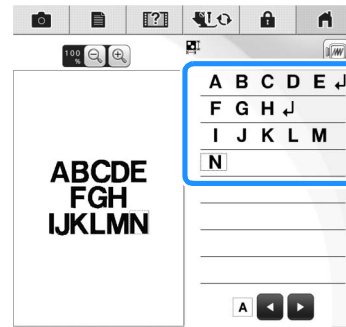 100 %
A B C D E ↲
F G H ↲
I J K L M
N
ABCDE
FGH
IJKLMN
A